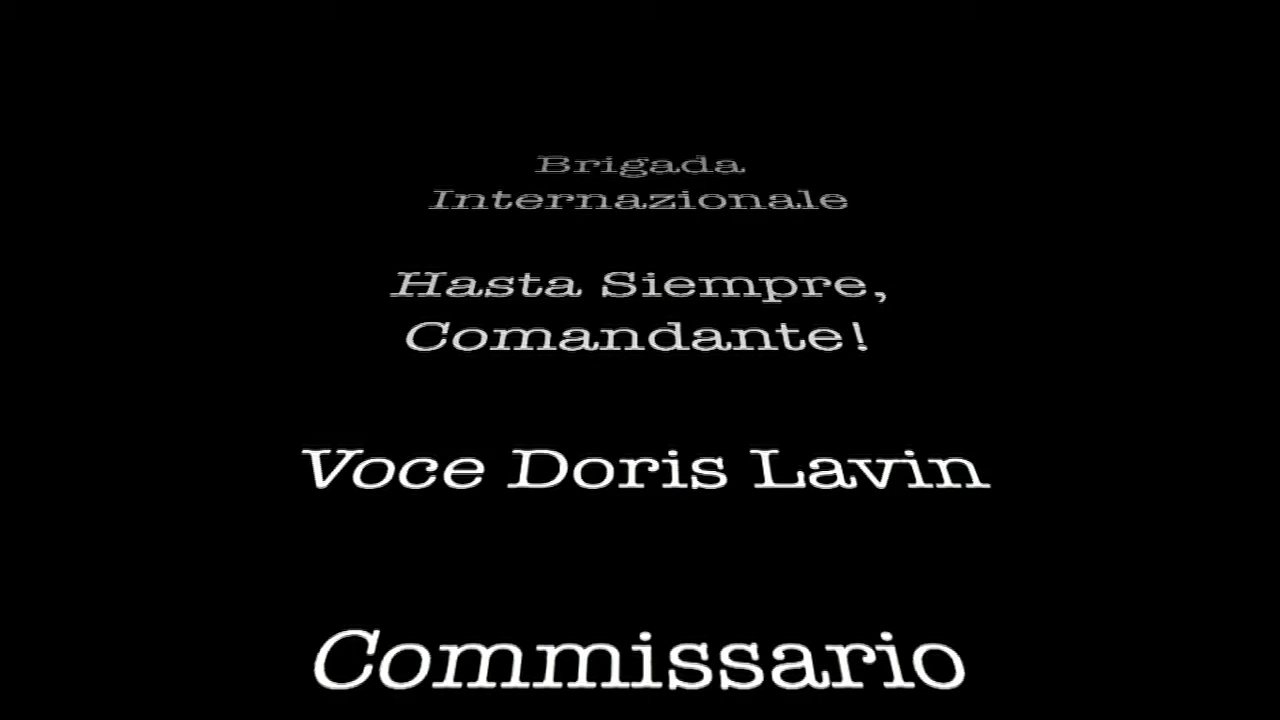 Brigada
Internazionale
Hasta Siempre,
Comandante!
Voce Doris Lavin
Commissario